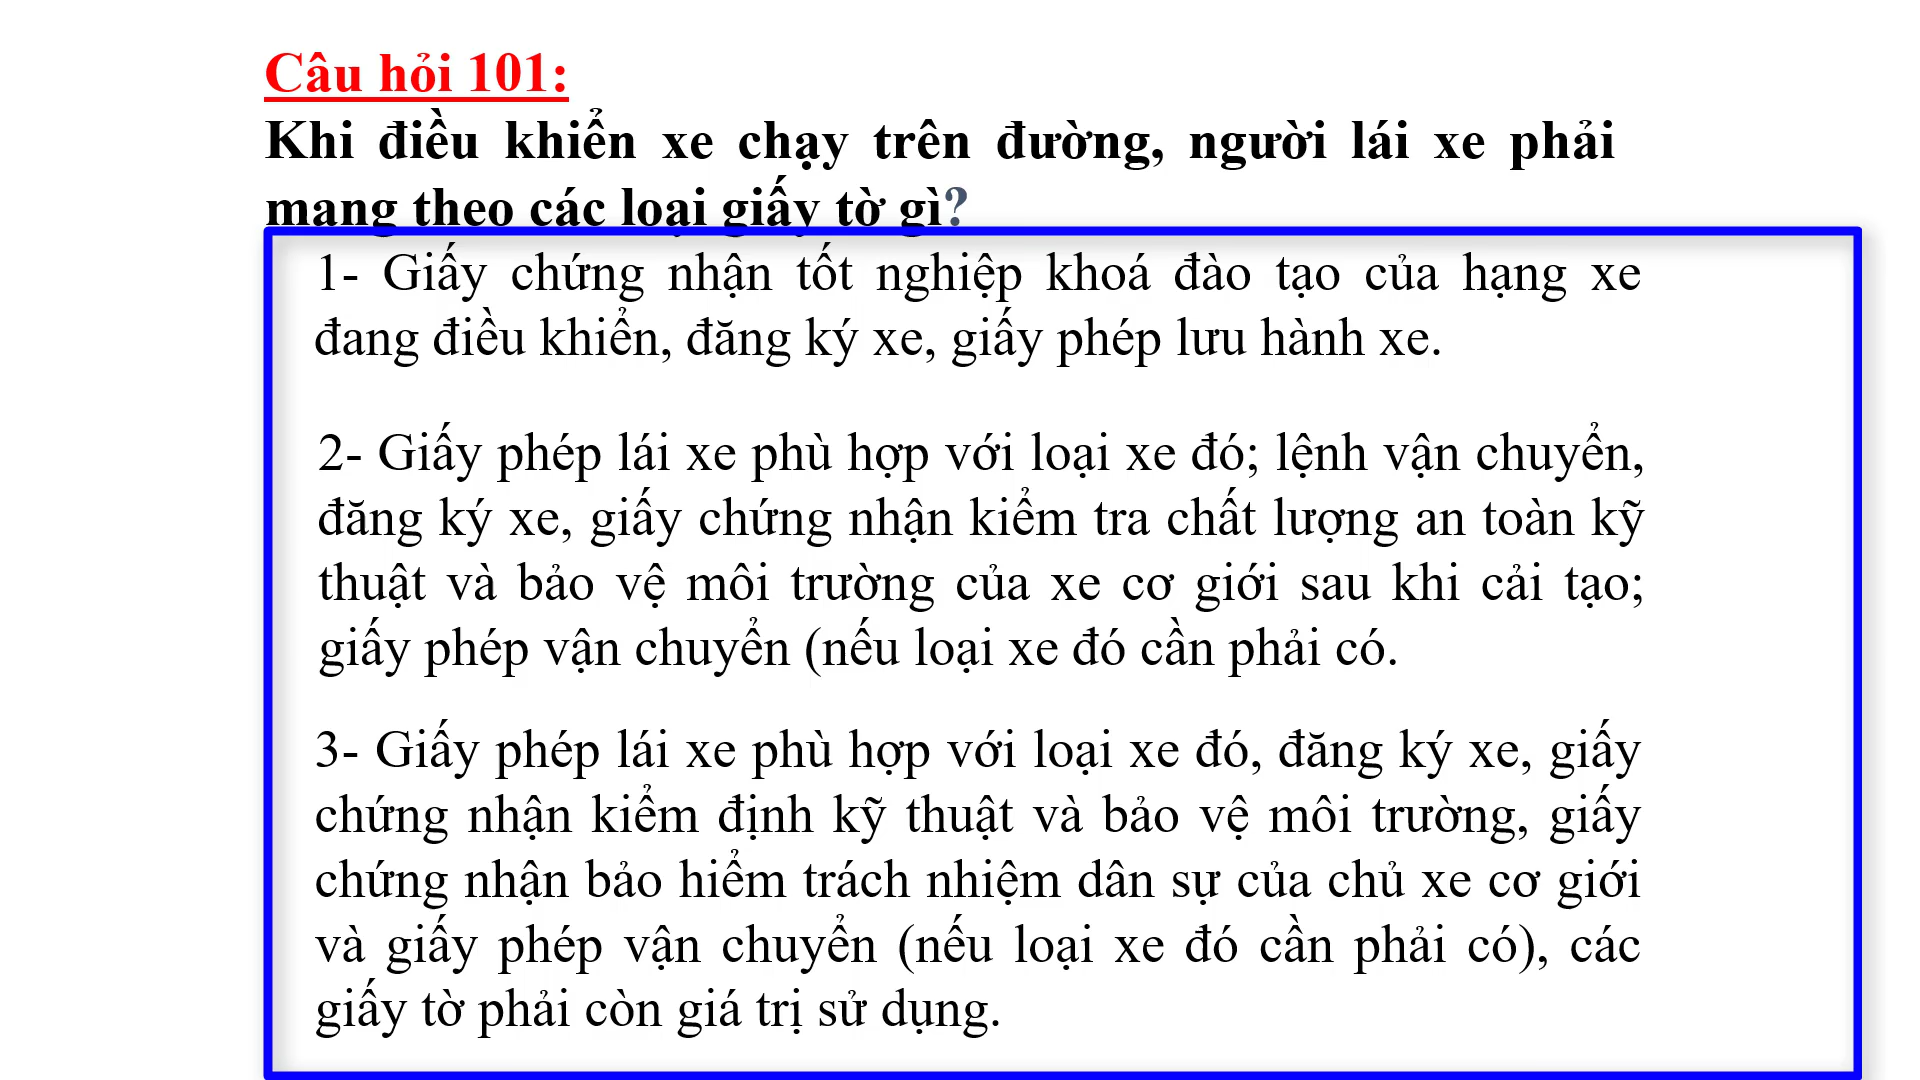 Câu hỏi 101:
Khi điều khiển xe chạy trên đường, người lái xe phải
mang theo các loại giấy tờ gì?
1- Giấy chứng nhận tốt nghiệp khoá đào tạo của hạng xe
đang điều khiển, đăng ký xe, giấy phép lưu hành xe.
2- Giấy phép lái xe phù hợp với loại xe đó; lệnh vận chuyển,
đăng ký xe, giấy chứng nhận kiểm tra chất lượng an toàn kỹ
thuật và bảo vệ môi trường của xe cơ giới sau khi cải tạo;
giấy phép vận chuyển (nếu loại xe đó cần phải có.
3- Giấy phép lái xe phù hợp với loại xe đó, đăng ký xe, giấy
chứng nhận kiểm định kỹ thuật và bảo vệ môi trường, giấy
chứng nhận bảo hiểm trách nhiệm dân sự của chủ xe cơ giới
và giấy phép vận chuyển (nếu loại xe đó cần phải có), các
giấy tờ phải còn giá trị sử dụng.